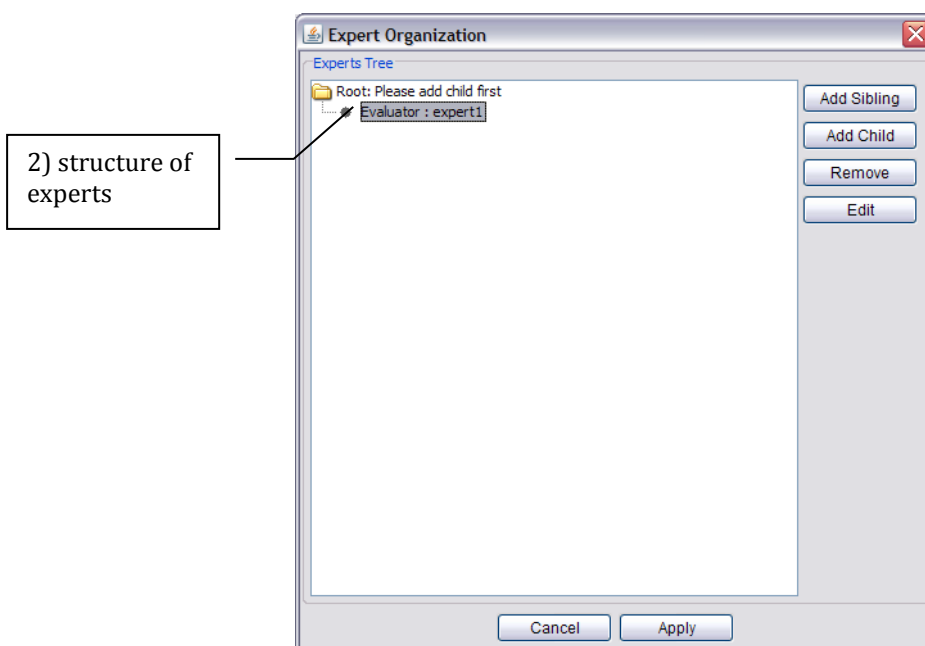 Expert Organization
Experts Tree
Root: Please add child first
Evaluator : expert1
Add Sibling
Add Child
Remove
Edit
2) structure of
experts
Cancel
Apply